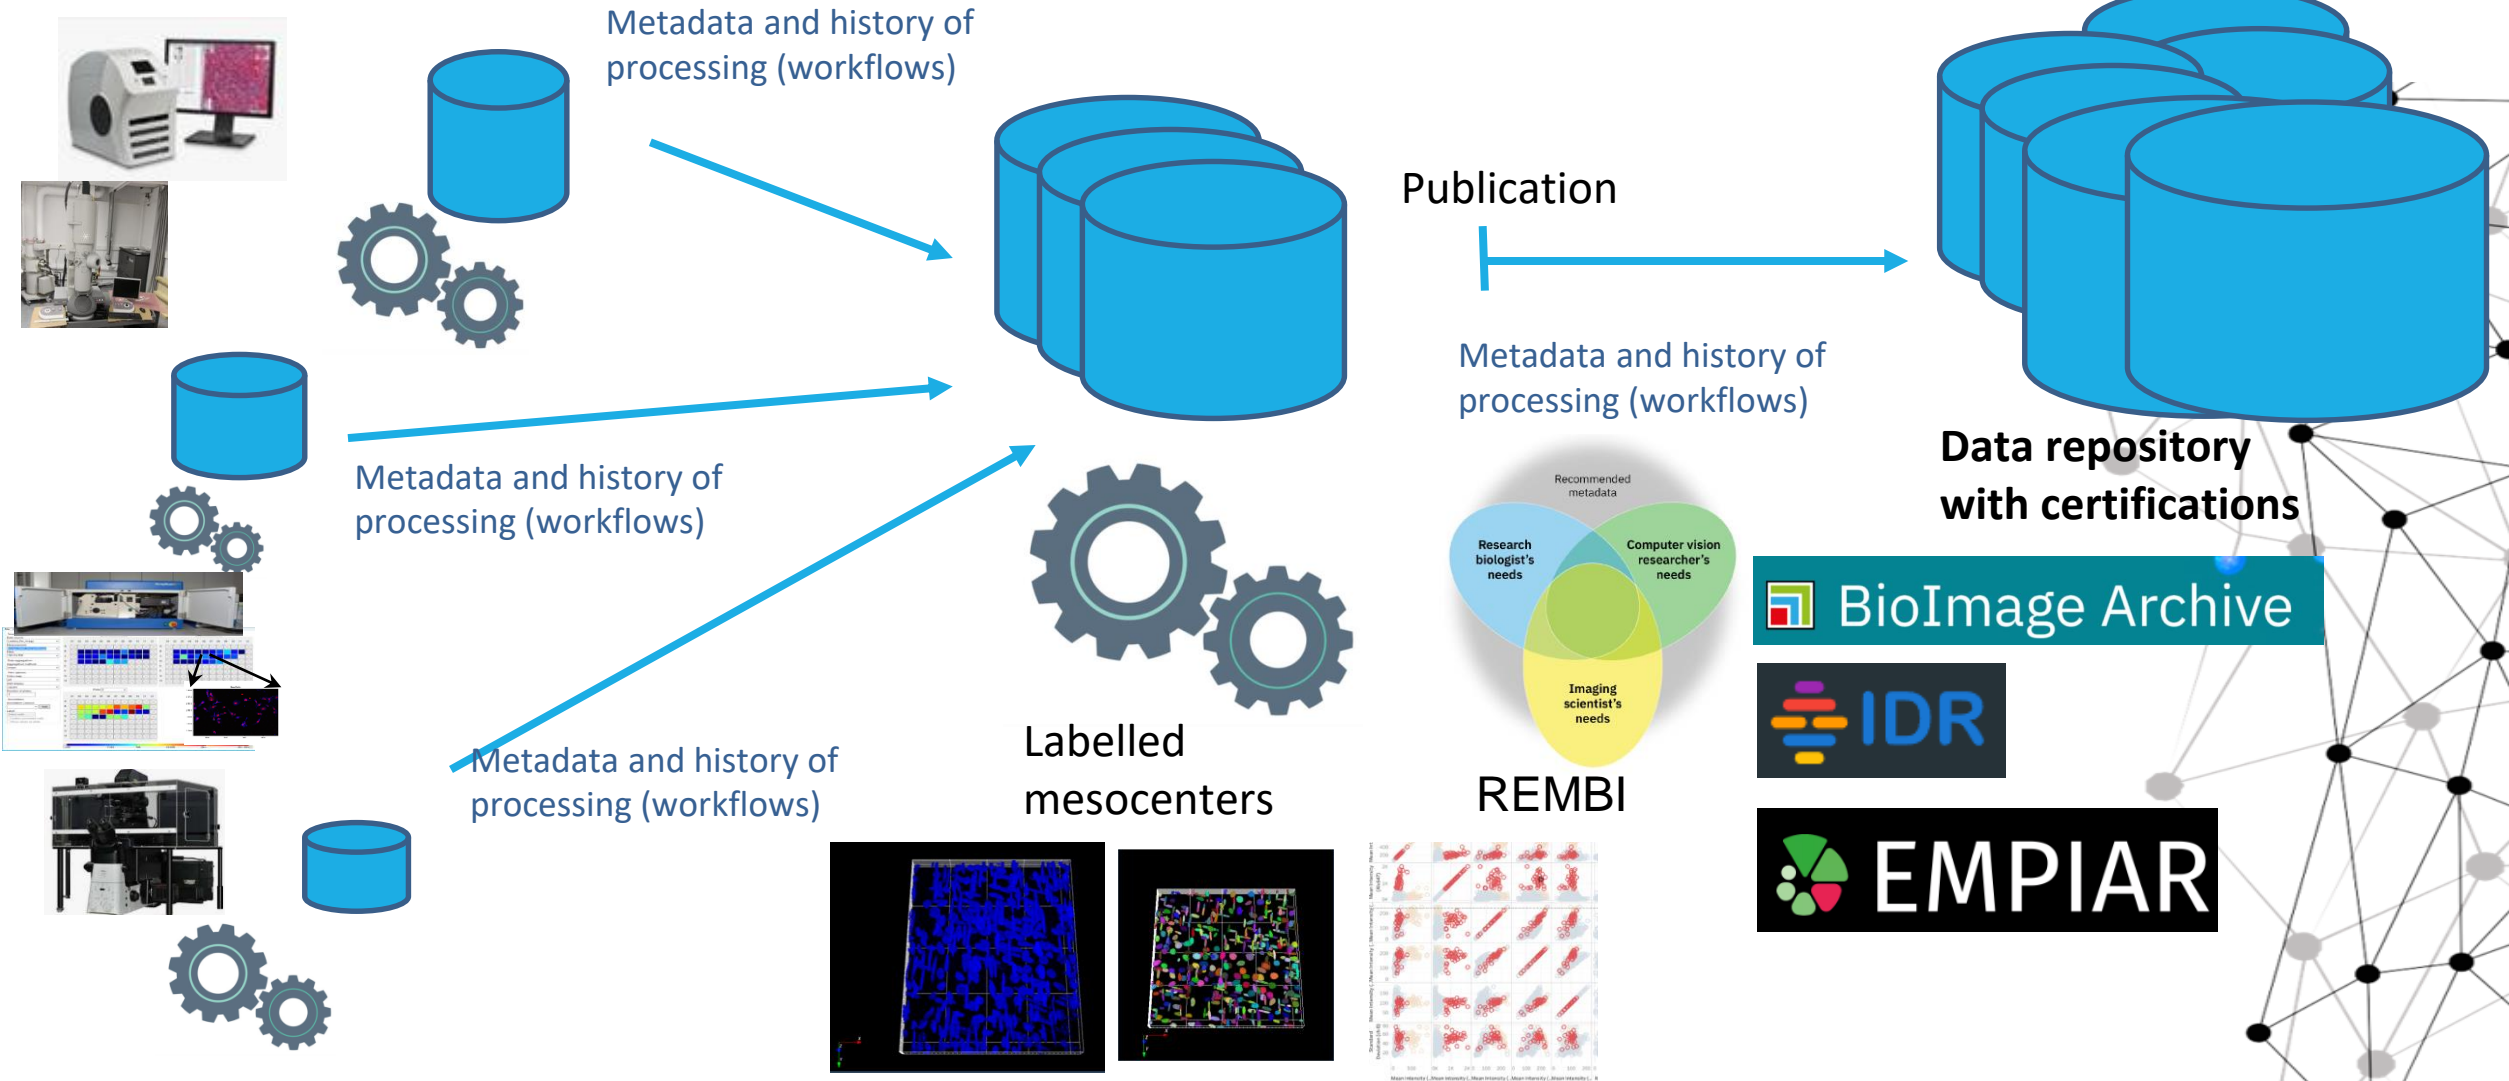 Metadata and history of
processing (workflows)
Publication
Metadata and history of
processing (workflows)
Metadata and history of
processing (workflows)
Data repository
with certifications
Recommended
metadata
Research
biologist's
needs
Computer vision
researcher's
needs
Imaging
scientist's
needs
BioImage Archive
IDR
Labelled
mesocenters
REMBI
Metadata and history of
processing (workflows)
EMPIAR